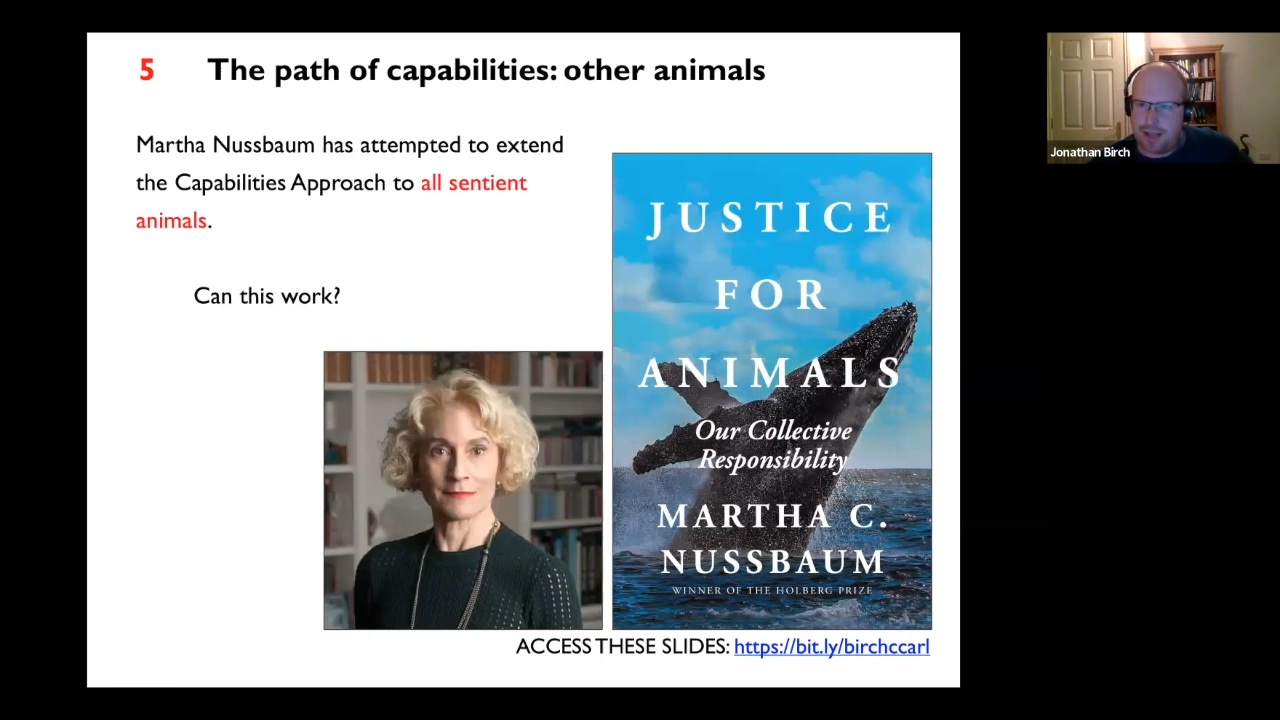 5 The path of capabilities: other animals
Martha Nussbaum has attempted to extend
the Capabilities Approach to all sentient
animals.
Can this work?
JUSTICE
FOR
ANIMALS
Our Collective
Responsibility
MARTHA C.
NUSSBAUM
WINNER OF THE HOLBERG PRIZE
ACCESS THESE SLIDES: https://bit.ly/birchccarl
Jonathan Birch